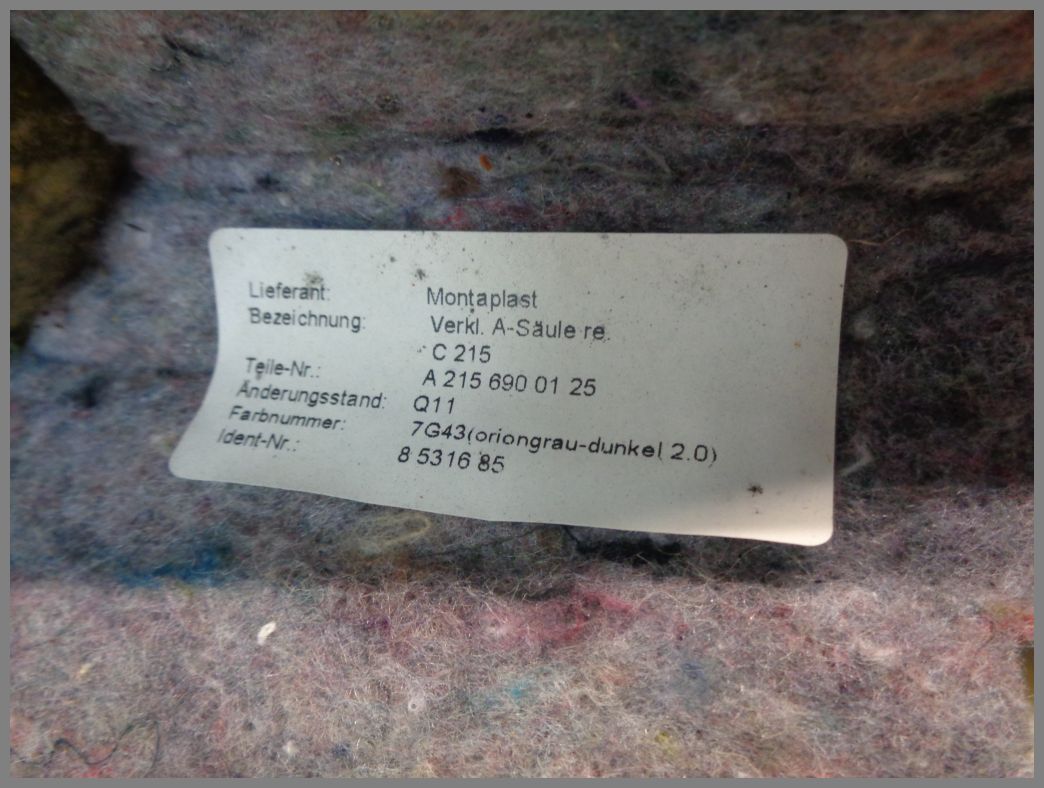 Lieferant: Montaplast
Bezeichnung: Verkl. A-Säule re.
C 215
Teile-Nr.: A 215 690 01 25
Änderungsstand: Q11
Farbnummer: 7G43(oriongrau-dunkel 2.0)
Ident-Nr.: 8 5316 85